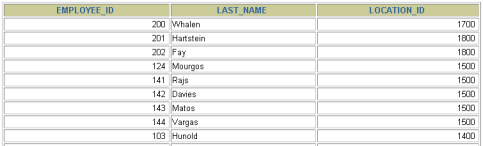 EMPLOYEE_ID LAST_NAME LOCATION_ID
200 Whalen 1700
201 Hartstein 1800
202 Fay 1800
124 Mourgos 1500
141 Rajs 1500
142 Davies 1500
143 Matos 1500
144 Vargas 1500
103 Hunold 1400